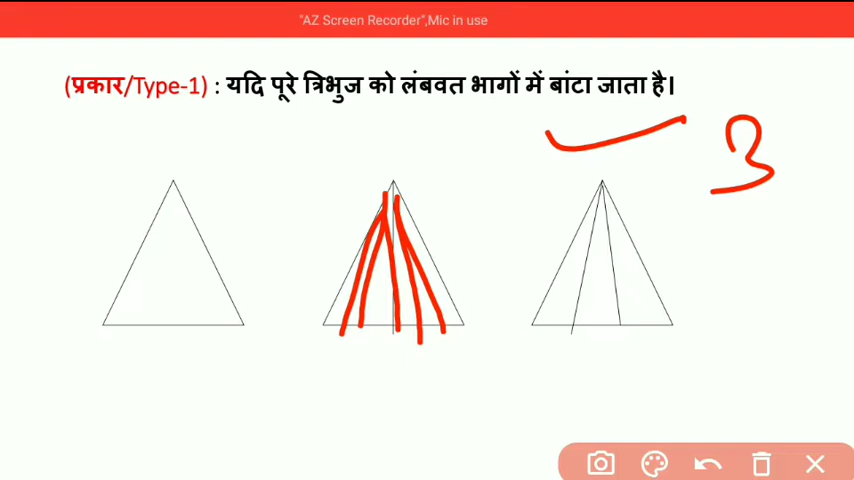 "AZ Screen Recorder",Mic in use
(प्रकार/Type-1) : यदि पूरे त्रिभुज को लंबवत भागों में बांटा जाता है।
3